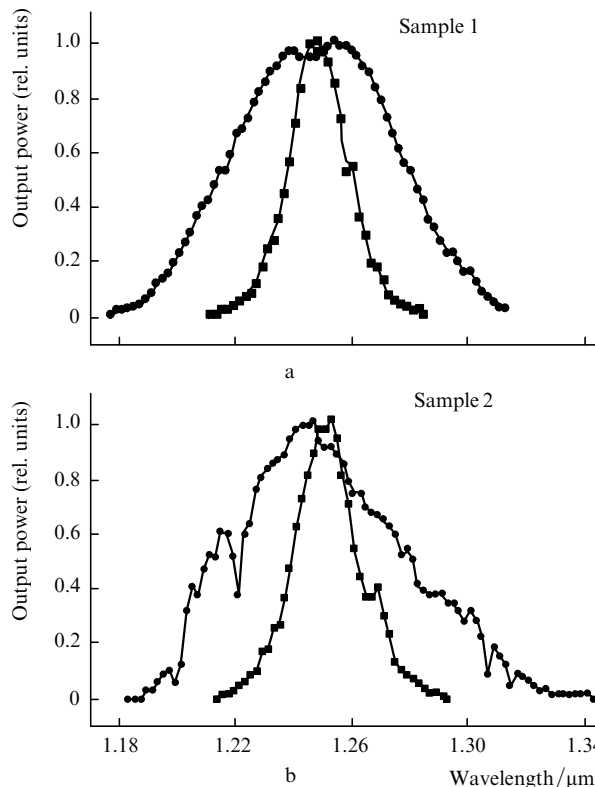 Sample 1
Output power (rel. units)
1.0
0.8
0.6
0.4
0.2
0
a
Sample 2
Output power (rel. units)
1.0
0.8
0.6
0.4
0.2
0
1.18
1.22
1.26
1.30
1.34
b
Wavelength/μm